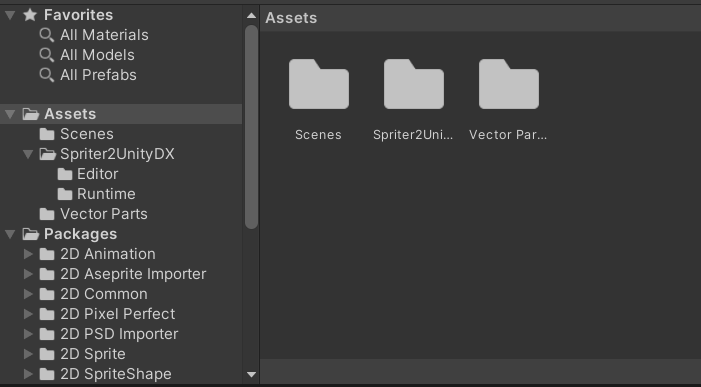 Favorites
All Materials
All Models
All Prefabs
Assets
Scenes
Spriter2UnityDX
Editor
Runtime
Vector Parts
Packages
2D Animation
2D Aseprite Importer
2D Common
2D Pixel Perfect
2D PSD Importer
2D Sprite
2D SpriteShape
Assets
Scenes
Spriter2Uni...
Vector Par...